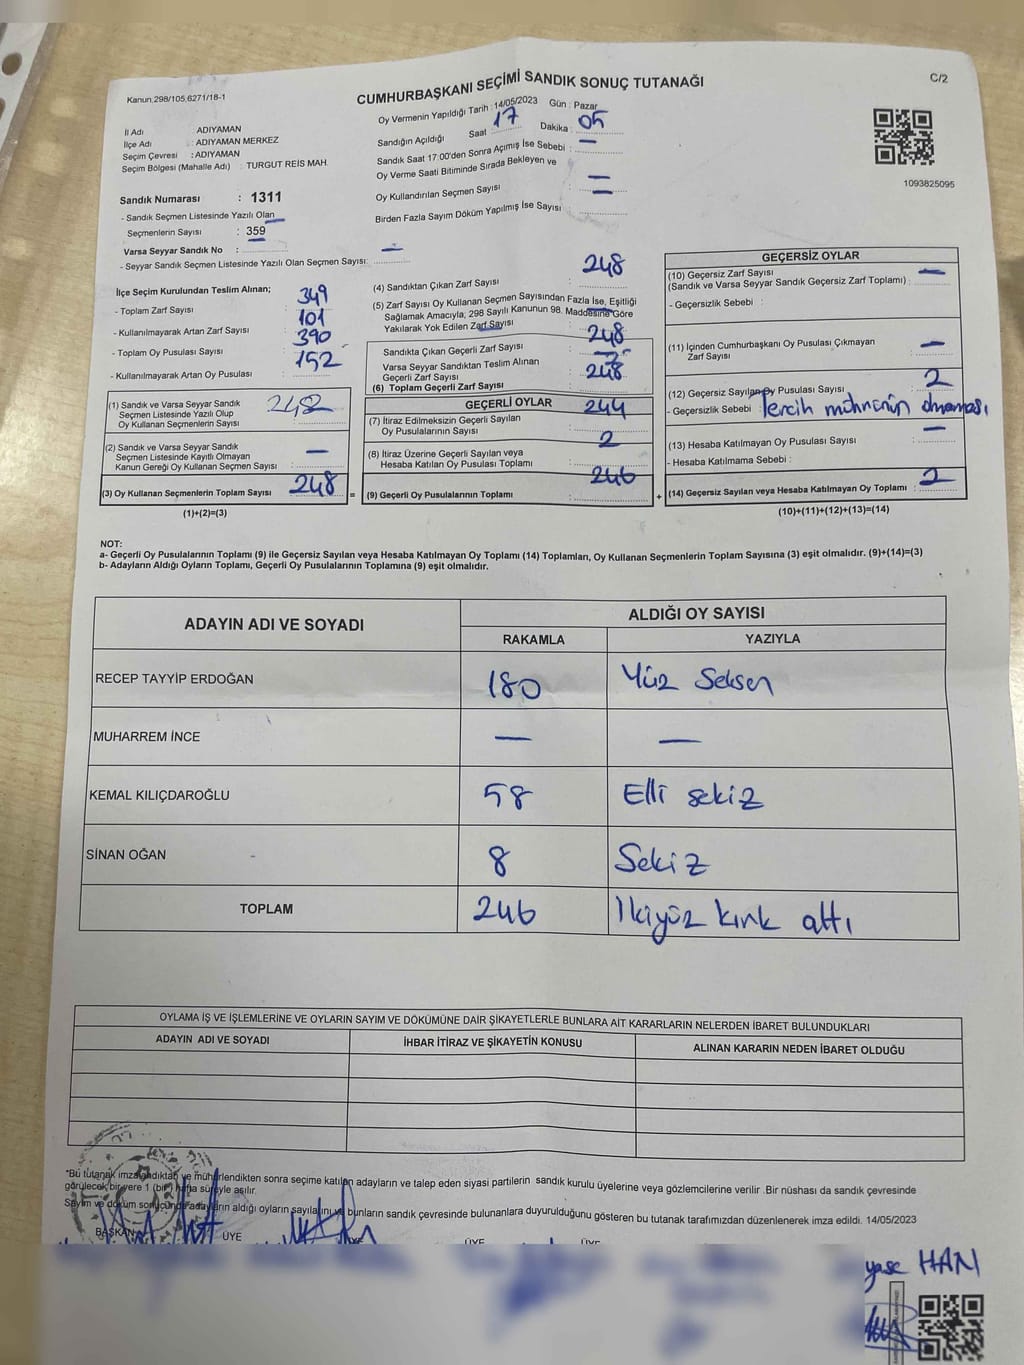 Kanun:298/105,6271/18-1
CUMHURBAŞKANI SEÇİMİ SANDIK SONUÇ TUTANAĞI
C/2
Oy Vermenin Yapıldığı Tarih :14/05/2023 Gün : Pazar
İl Adı ADIYAMAN
İlçe Adı : ADIYAMAN MERKEZ
Seçim Çevresi : ADIYAMAN
Seçim Bölgesi (Mahalle Adı) : TURGUT REİS MAH.
Sandığın Açıldığı Saat 17 Dakika : 05
Sandık Saat 17:00'den Sonra Açımış İse Sebebi : —
Oy Verme Saati Bitiminde Sırada Bekleyen ve
Oy Kullandırılan Seçmen Sayısı : —
Birden Fazla Sayım Döküm Yapılmış İse Sayısı : —
1093825095
Sandık Numarası : 1311
- Sandık Seçmen Listesinde Yazılı Olan
Seçmenlerin Sayısı : 359
Varsa Seyyar Sandık No : —
- Seyyar Sandık Seçmen Listesinde Yazılı Olan Seçmen Sayısı:
İlçe Seçim Kurulundan Teslim Alınan;
- Toplam Zarf Sayısı 349
- Kullanılmayarak Artan Zarf Sayısı 101
- Toplam Oy Pusulası Sayısı 390
- Kullanılmayarak Artan Oy Pusulası 152
(1) Sandık ve Varsa Seyyar Sandık 248
Seçmen Listesinde Yazılı Olup
Oy Kullanan Seçmenlerin Sayısı
(2) Sandık ve Varsa Seyyar Sandık
Seçmen Listesinde Kayıtlı Olmayan —
Kanun Gereği Oy Kullanan Seçmen Sayısı :
(3) Oy Kullanan Seçmenlerin Toplam Sayısı 248 =
(1)+(2)=(3)
(4) Sandıktan Çıkan Zarf Sayısı : 248
(5) Zarf Sayısı Oy Kullanan Seçmen Sayısından Fazla İse, Eşitliği
Sağlamak Amacıyla, 298 Sayılı Kanunun 98. Maddesine Göre
Yakılarak Yok Edilen Zarf Sayısı
Sandıkta Çıkan Geçerli Zarf Sayısı 248
Varsa Seyyar Sandıktan Teslim Alınan
Geçerli Zarf Sayısı
(6) Toplam Geçerli Zarf Sayısı 248
GEÇERLİ OYLAR
(7) İtiraz Edilmeksizin Geçerli Sayılan 244
Oy Pusulalarının Sayısı
(8) İtiraz Üzerine Geçerli Sayılan veya 2
Hesaba Katılan Oy Pusulası Toplamı
(9) Geçerli Oy Pusulalarının Toplamı 246 +
GEÇERSİZ OYLAR
(10) Geçersiz Zarf Sayısı —
(Sandık ve Varsa Seyyar Sandık Geçersiz Zarf Toplamı) :
- Geçersizlik Sebebi :
(11) İçinden Cumhurbaşkanı Oy Pusulası Çıkmayan —
Zarf Sayısı
(12) Geçersiz Sayılan Oy Pusulası Sayısı : 2
- Geçersizlik Sebebi : Tercih mührünün olmaması
(13) Hesaba Katılmayan Oy Pusulası Sayısı : —
- Hesaba Katılmama Sebebi :
(14) Geçersiz Sayılan veya Hesaba Katılmayan Oy Toplamı : 2
(10)+(11)+(12)+(13)=(14)
NOT:
a- Geçerli Oy Pusulalarının Toplamı (9) ile Geçersiz Sayılan veya Hesaba Katılmayan Oy Toplamı (14) Toplamları, Oy Kullanan Seçmenlerin Toplam Sayısına (3) eşit olmalıdır. (9)+(14)=(3)
b- Adayların Aldığı Oyların Toplamı, Geçerli Oy Pusulalarının Toplamına (9) eşit olmalıdır.
ADAYIN ADI VE SOYADI
ALDIĞI OY SAYISI
RAKAMLA YAZIYLA
RECEP TAYYİP ERDOĞAN 180 Yüz Seksen
MUHARREM İNCE — —
KEMAL KILIÇDAROĞLU 58 Elli sekiz
SİNAN OĞAN 8 Sekiz
TOPLAM 246 İkiyüz kırk altı
OYLAMA İŞ VE İŞLEMLERİNE VE OYLARIN SAYIM VE DÖKÜMÜNE DAİR ŞİKAYETLERLE BUNLARA AİT KARARLARIN NELERDEN İBARET BULUNDUKLARI
ADAYIN ADI VE SOYADI İHBAR İTİRAZ VE ŞİKAYETİN KONUSU ALINAN KARARIN NEDEN İBARET OLDUĞU
"Bu tutanak imzalandıktan ve mühürlendikten sonra seçime katılan adayların ve talep eden siyasi partilerin sandık kurulu üyelerine veya gözlemcilerine verilir .Bir nüshası da sandık çevresinde
görülecek bir yere 1 (bir) hafta süreyle asılır.
Sayım ve döküm sonucunda adayların aldığı oyların sayılarını ve bunların sandık çevresinde bulunanlara duyurulduğunu gösteren bu tutanak tarafımızdan düzenlenerek imza edildi. 14/05/2023
BAŞKAN ÜYE ÜYE ÜYE ÜYE
HAN